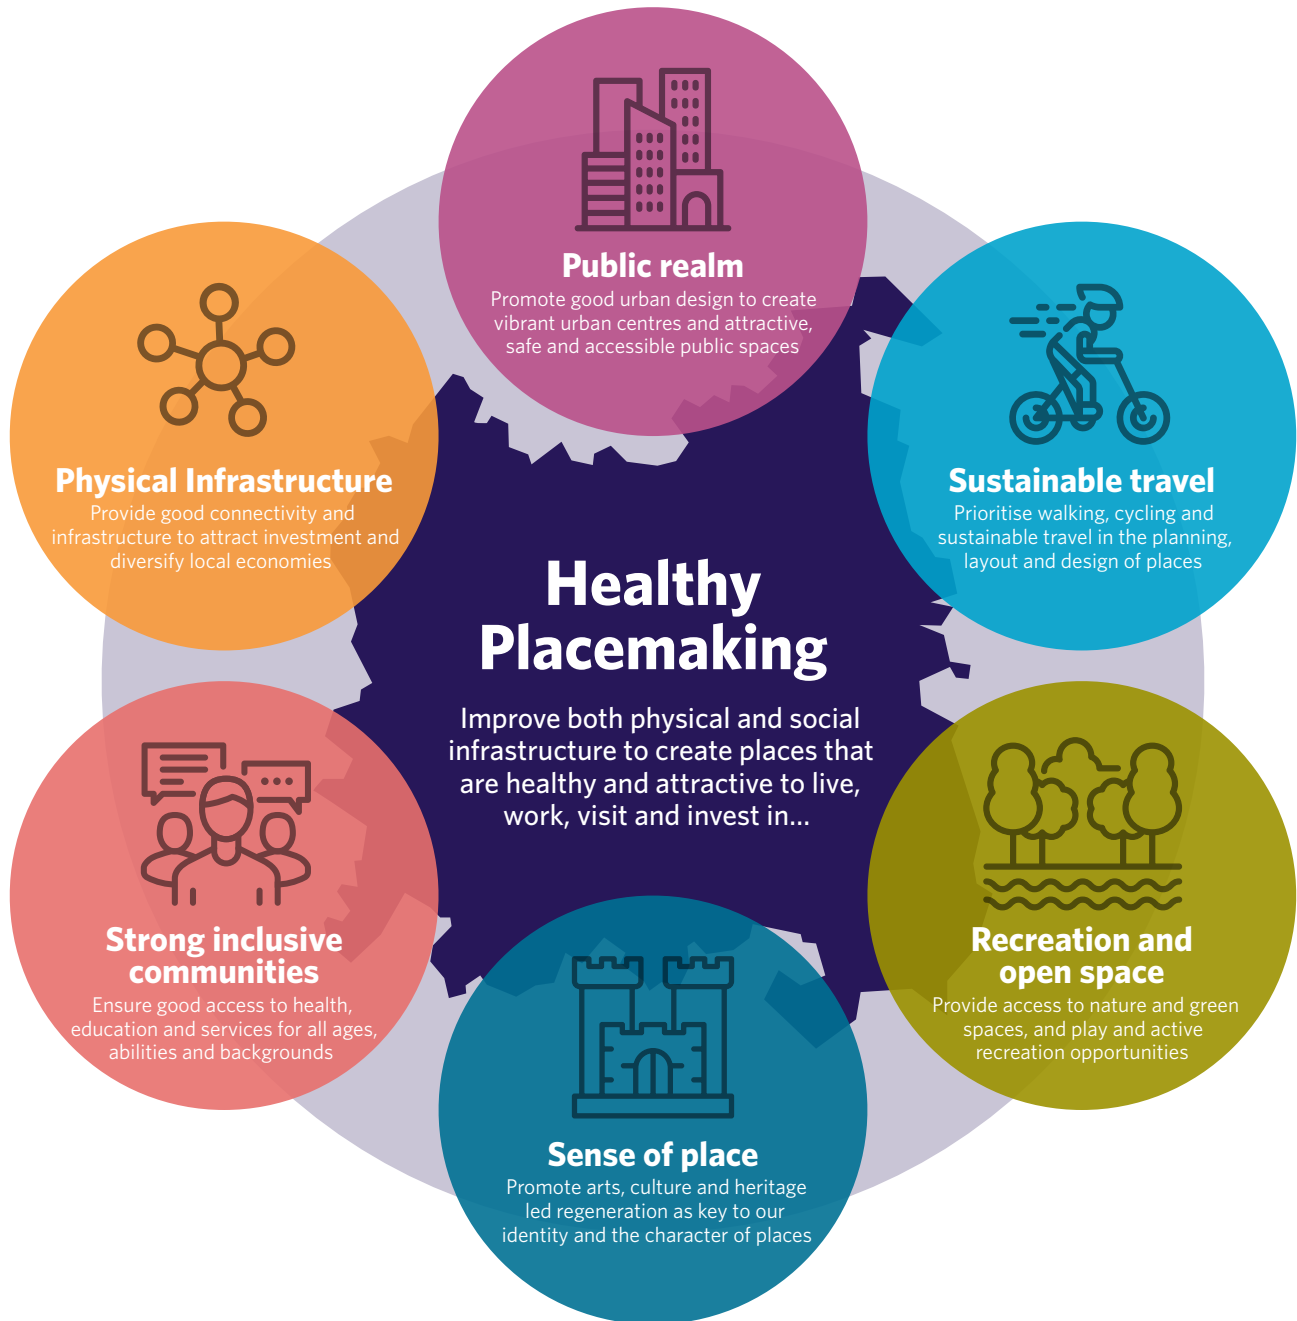 Public realm
Promote good urban design to create
vibrant urban centres and attractive,
safe and accessible public spaces
Physical Infrastructure
Provide good connectivity and
infrastructure to attract investment and
diversify local economies
Sustainable travel
Prioritise walking, cycling and
sustainable travel in the planning,
layout and design of places
Healthy
Placemaking
Improve both physical and social
infrastructure to create places that
are healthy and attractive to live,
work, visit and invest in...
Strong inclusive
communities
Ensure good access to health,
education and services for all ages,
abilities and backgrounds
Recreation and
open space
Provide access to nature and green
spaces, and play and active
recreation opportunities
Sense of place
Promote arts, culture and heritage
led regeneration as key to our
identity and the character of places